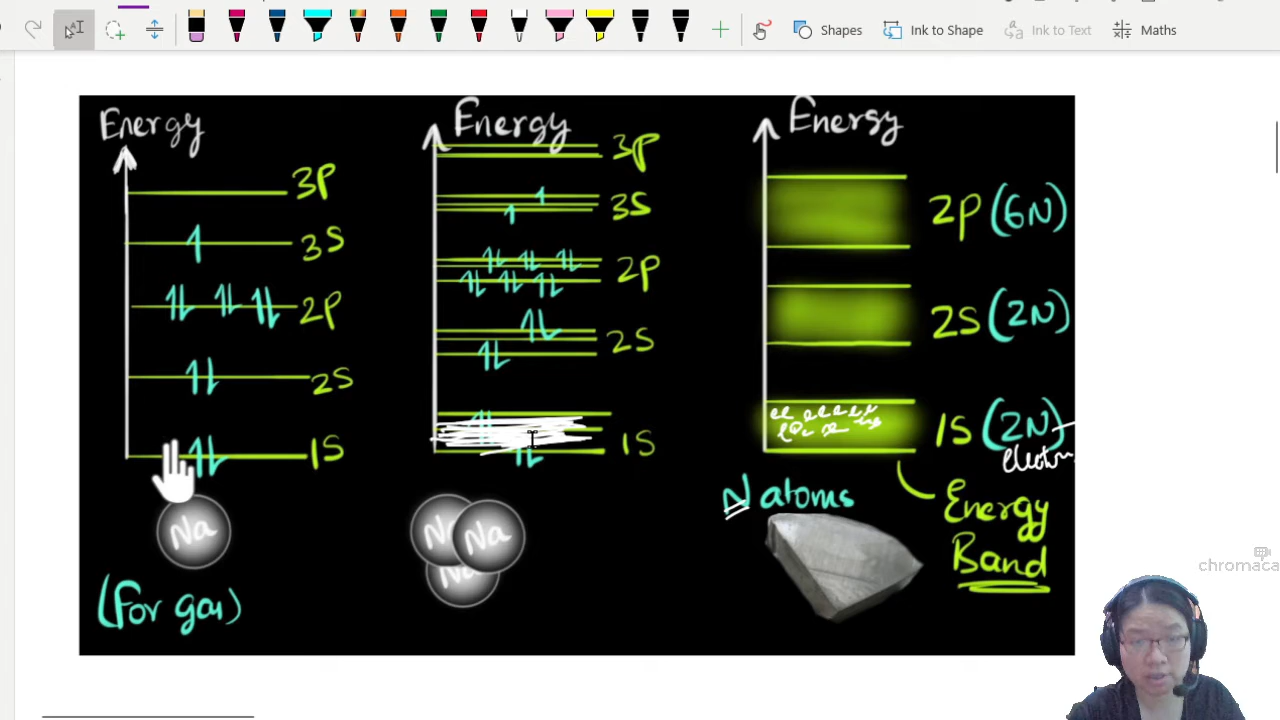 Shapes
Ink to Shape
Ink to Text
Maths
Energy
3P
3S
2P
2S
1S
Na
(For gas)
Energy
3P
3S
2P
2S
1S
Na
Na
Energy
2P (6N)
2S (2N)
1S (2N)
N atoms
Energy
Band
chromaca